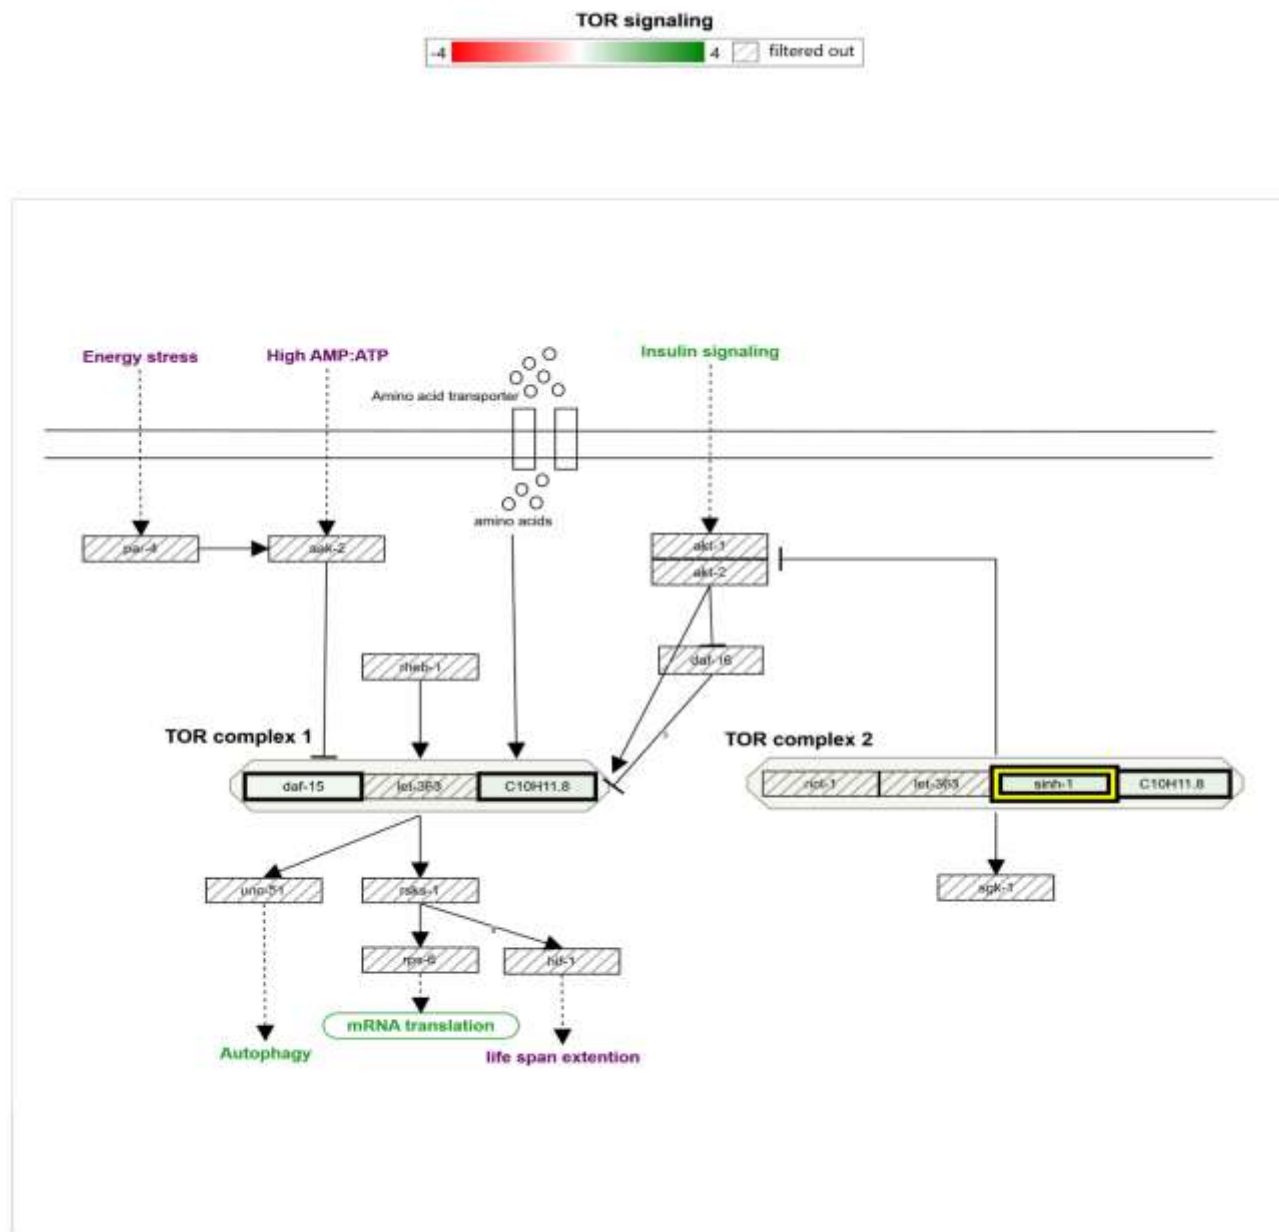 TOR signaling
-4 4 filtered out
Energy stress
High AMP:ATP
Insulin signaling
Amino acid transporter
amino acids
par-4
aak-2
akt-1
akt-2
rheb-1
daf-16
TOR complex 1
TOR complex 2
daf-15
let-363
C10H11.8
rict-1
let-363
sinh-1
C10H11.8
unc-51
rsks-1
sgk-1
rps-6
hif-1
mRNA translation
Autophagy
life span extention